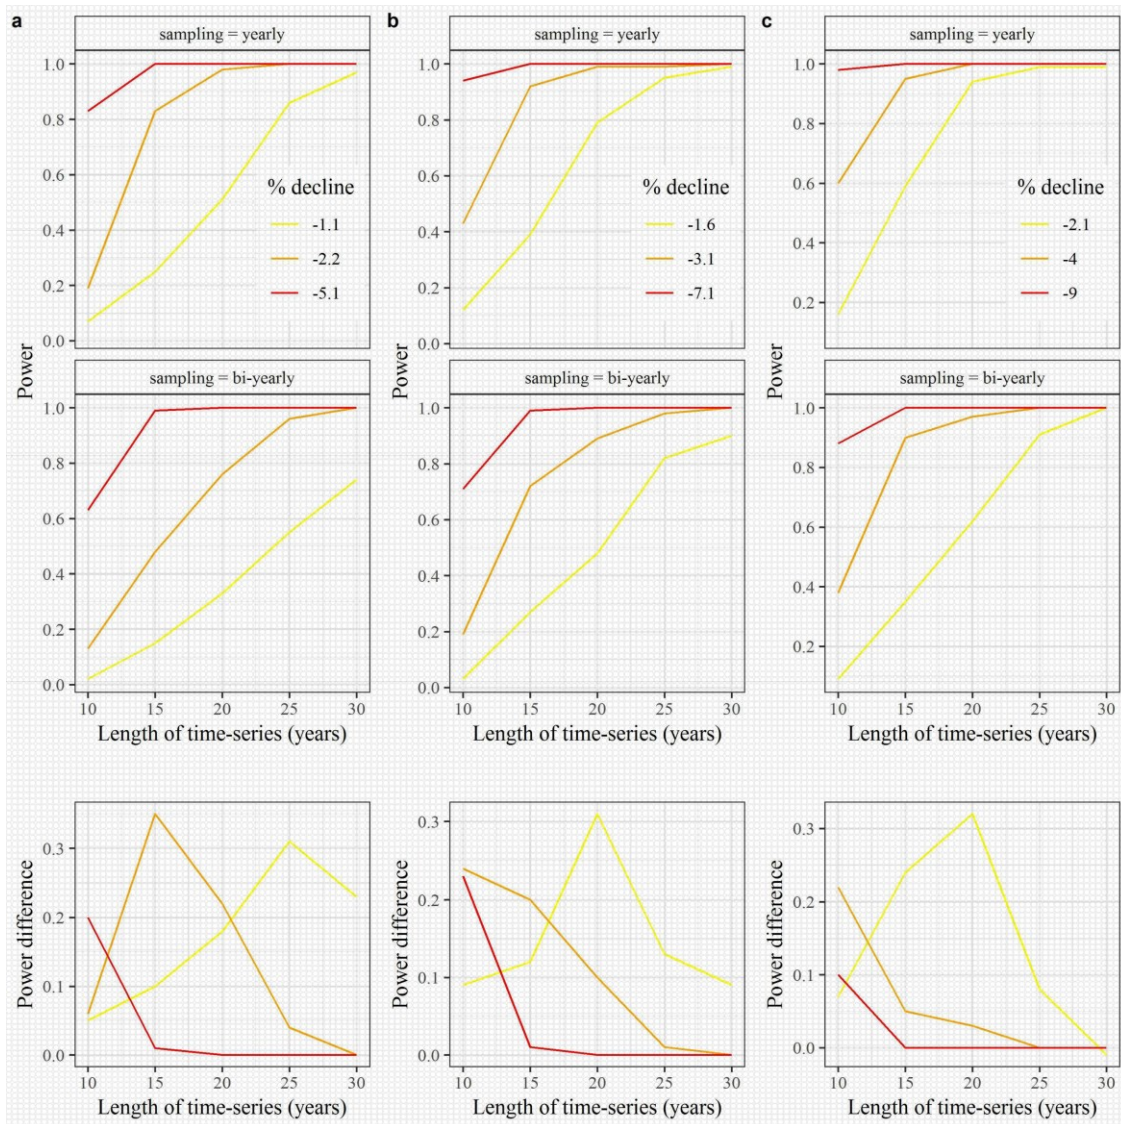 a
sampling = yearly
1.0
0.8
0.6
0.4
0.2
0.0
% decline
-1.1
-2.2
-5.1
b
sampling = yearly
1.0
0.8
0.6
0.4
0.2
0.0
% decline
-1.6
-3.1
-7.1
c
sampling = yearly
1.0
0.8
0.6
0.4
0.2
% decline
-2.1
-4
-9
Power
sampling = bi-yearly
1.0
0.8
0.6
0.4
0.2
0.0
10 15 20 25 30
Length of time-series (years)
Power
sampling = bi-yearly
1.0
0.8
0.6
0.4
0.2
0.0
10 15 20 25 30
Length of time-series (years)
Power
sampling = bi-yearly
1.0
0.8
0.6
0.4
0.2
10 15 20 25 30
Length of time-series (years)
Power difference
0.3
0.2
0.1
0.0
10 15 20 25 30
Length of time-series (years)
Power difference
0.3
0.2
0.1
0.0
10 15 20 25 30
Length of time-series (years)
Power difference
0.3
0.2
0.1
0.0
10 15 20 25 30
Length of time-series (years)